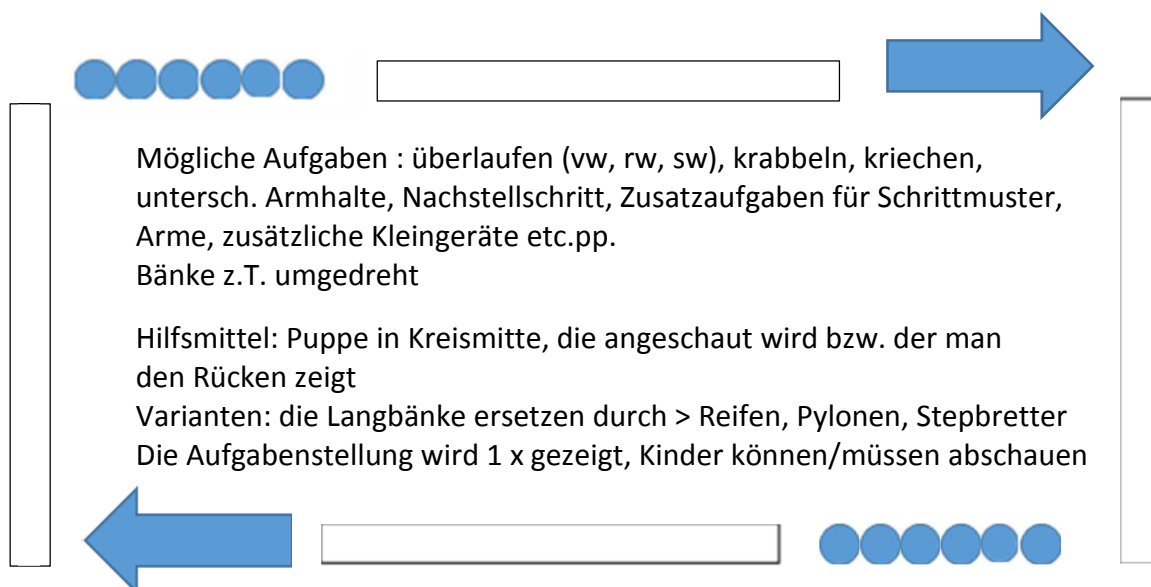 Mögliche Aufgaben : überlaufen (vw, rw, sw), krabbeln, kriechen,
untersch. Armhalte, Nachstellschritt, Zusatzaufgaben für Schrittmuster,
Arme, zusätzliche Kleingeräte etc.pp.
Bänke z.T. umgedreht
Hilfsmittel: Puppe in Kreismitte, die angeschaut wird bzw. der man
den Rücken zeigt
Varianten: die Langbänke ersetzen durch > Reifen, Pylonen, Stepbretter
Die Aufgabenstellung wird 1 x gezeigt, Kinder können/müssen abschauen